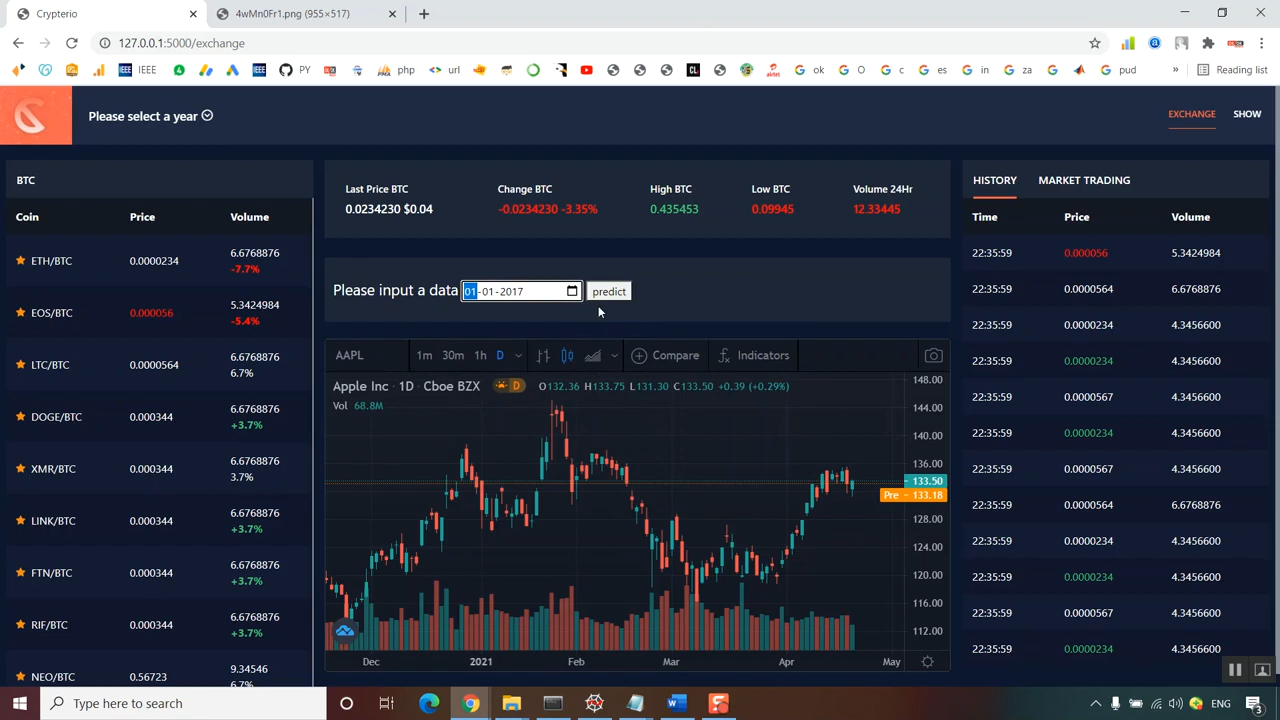 Crypterio
4wMn0Fr1.png (955×517)
127.0.0.1:5000/exchange
IEEE IEEE PY php url ok O c es in za G pud » Reading list
Please select a year
EXCHANGE SHOW
BTC
Coin Price Volume
ETH/BTC 0.0000234 6.6768876
-7.7%
EOS/BTC 0.000056 5.3424984
-5.4%
LTC/BTC 0.0000564 6.6768876
6.7%
DOGE/BTC 0.000344 6.6768876
+3.7%
XMR/BTC 0.000344 6.6768876
3.7%
LINK/BTC 0.000344 6.6768876
+3.7%
FTN/BTC 0.000344 6.6768876
+3.7%
RIF/BTC 0.000344 6.6768876
+3.7%
NEO/BTC 0.56723 9.34546
6.7%
Last Price BTC Change BTC High BTC Low BTC Volume 24Hr
0.0234230 $0.04 -0.0234230 -3.35% 0.435453 0.09945 12.33445
Please input a data 01-01-2017 predict
AAPL 1m 30m 1h D Compare Indicators
Apple Inc 1D Cboe BZX D O132.36 H133.75 L131.30 C133.50 +0.39 (+0.29%)
Vol 68.8M
148.00
144.00
140.00
136.00
133.50
Pre 133.18
128.00
124.00
120.00
116.00
112.00
Dec 2021 Feb Mar Apr May
HISTORY MARKET TRADING
Time Price Volume
22:35:59 0.000056 5.3424984
22:35:59 0.0000564 6.6768876
22:35:59 0.0000234 4.3456600
22:35:59 0.0000234 4.3456600
22:35:59 0.0000567 4.3456600
22:35:59 0.0000234 4.3456600
22:35:59 0.0000567 4.3456600
22:35:59 0.0000564 6.6768876
22:35:59 0.0000234 4.3456600
22:35:59 0.0000234 4.3456600
22:35:59 0.0000567 4.3456600
22:35:59 0.0000234 4.3456600
Type here to search
ENG
3